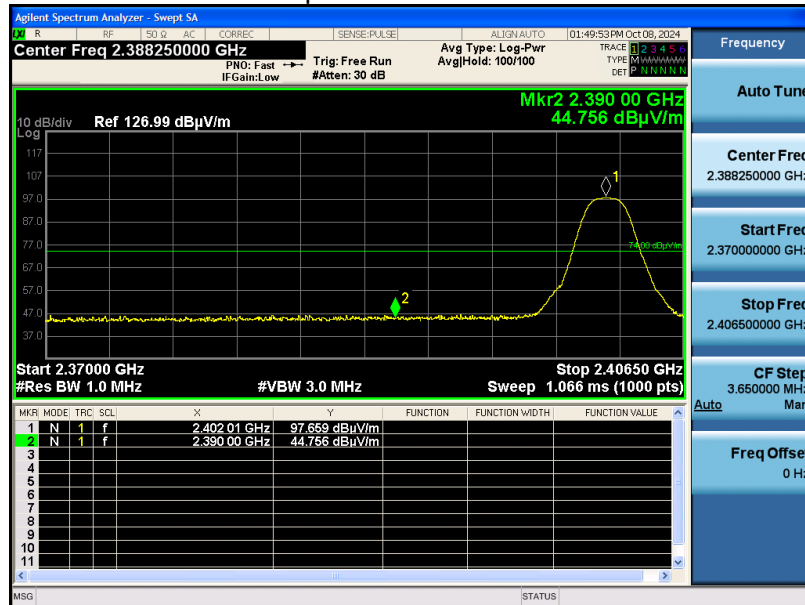 Agilent Spectrum Analyzer - Swept SA
LXI R RF 50 Ω AC CORREC SENSE:PULSE ALIGN AUTO 01:49:53 PM Oct 08, 2024
Center Freq 2.388250000 GHz
PNO: Fast
IFGain:Low
Trig: Free Run
#Atten: 30 dB
Avg Type: Log-Pwr
Avg|Hold: 100/100
TRACE 1 2 3 4 5 6
TYPE M WWWWW
DET P N N N N N
Mkr2 2.390 00 GHz
44.756 dBµV/m
10 dB/div Ref 126.99 dBµV/m
Log
117
107
97.0
87.0
77.0
67.0
57.0
47.0
37.0
1
74.00 dBµV/m
2
Start 2.37000 GHz Stop 2.40650 GHz
#Res BW 1.0 MHz #VBW 3.0 MHz Sweep 1.066 ms (1000 pts)
MKR MODE TRC SCL X Y FUNCTION FUNCTION WIDTH FUNCTION VALUE
1 N 1 f 2.402 01 GHz 97.659 dBµV/m
2 N 1 f 2.390 00 GHz 44.756 dBµV/m
3
4
5
6
7
8
9
10
11
MSG STATUS
Frequency
Auto Tune
Center Freq
2.388250000 GHz
Start Freq
2.370000000 GHz
Stop Freq
2.406500000 GHz
CF Step
3.650000 MHz
Auto Man
Freq Offset
0 Hz